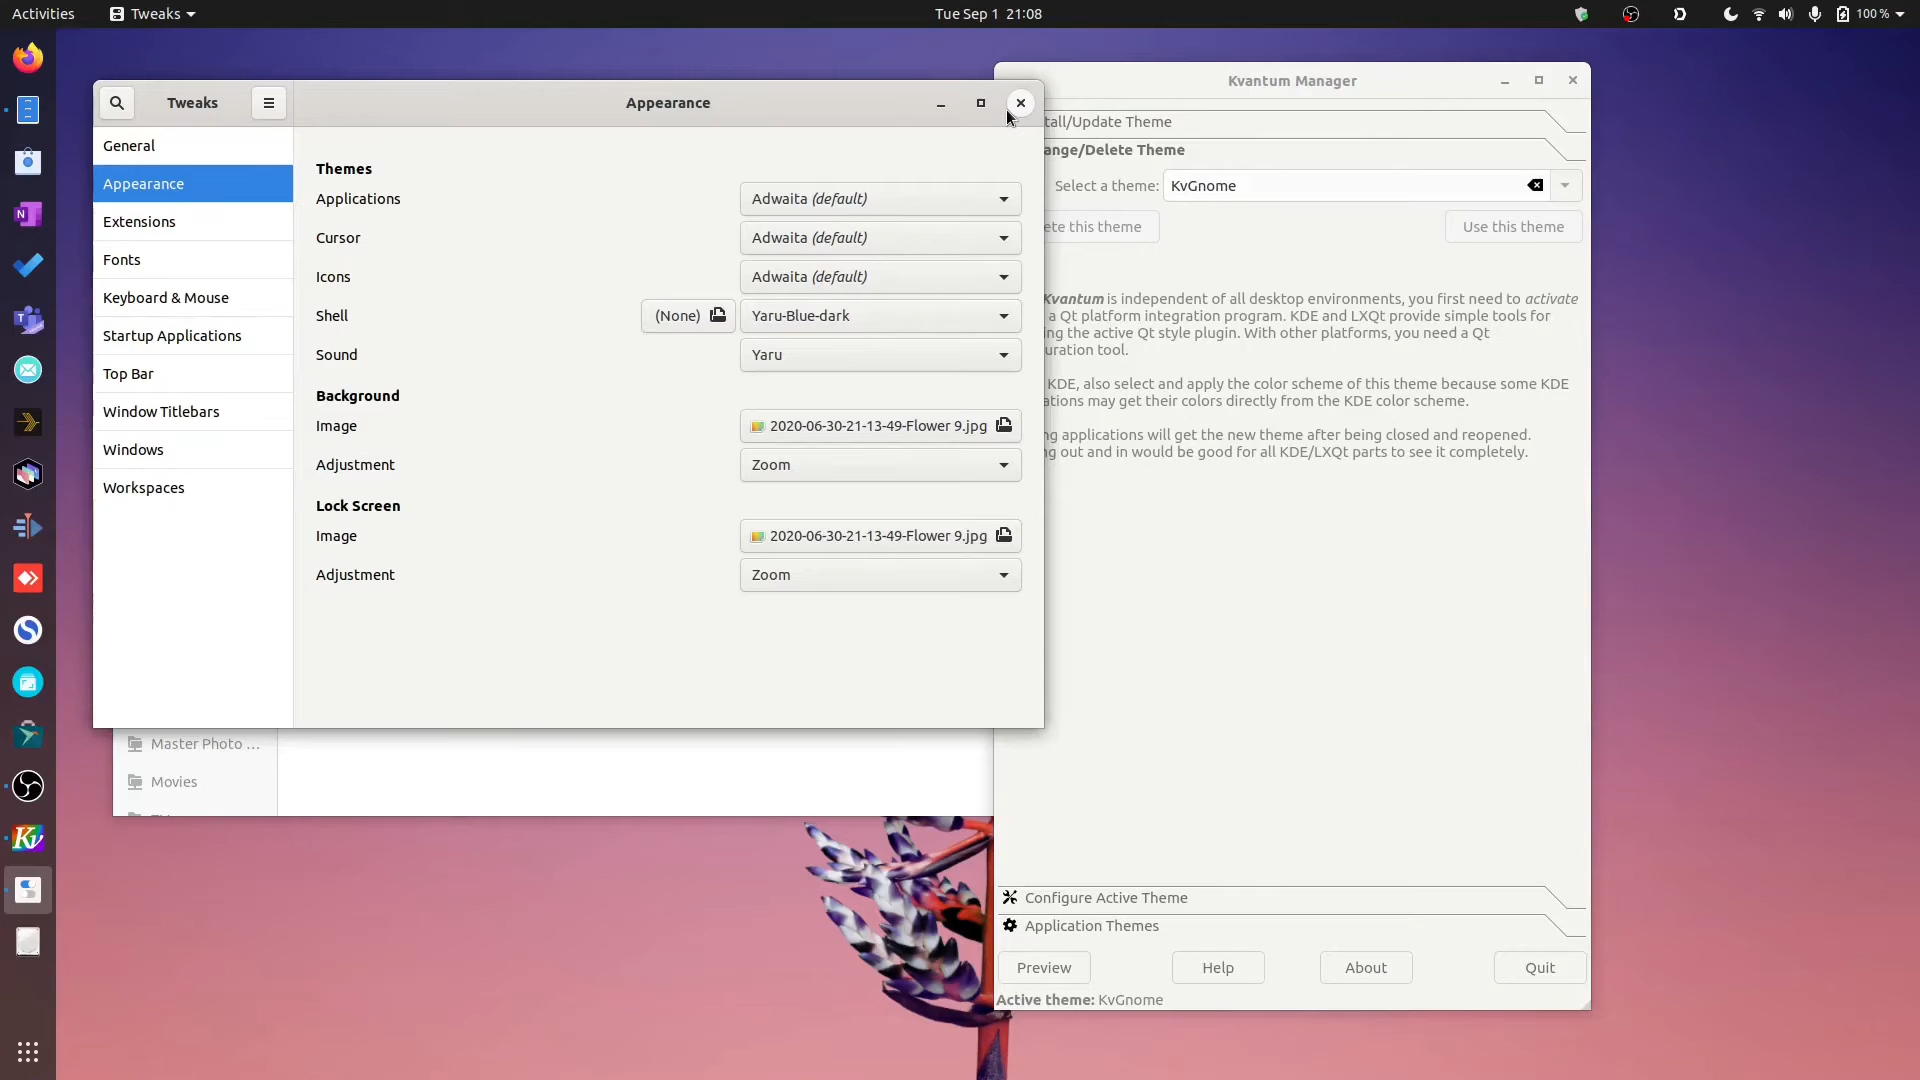 Activities
Tweaks
Tue Sep 1 21:08
100 %
Tweaks
Appearance
General
Appearance
Extensions
Fonts
Keyboard & Mouse
Startup Applications
Top Bar
Window Titlebars
Windows
Workspaces
Themes
Applications
Adwaita (default)
Cursor
Adwaita (default)
Icons
Adwaita (default)
Shell
(None)
Yaru-Blue-dark
Sound
Yaru
Background
Image
2020-06-30-21-13-49-Flower 9.jpg
Adjustment
Zoom
Lock Screen
Image
2020-06-30-21-13-49-Flower 9.jpg
Adjustment
Zoom
Master Photo ...
Movies
Kvantum Manager
tall/Update Theme
ange/Delete Theme
Select a theme: KvGnome
ete this theme
Use this theme
Kvantum is independent of all desktop environments, you first need to activate
a Qt platform integration program. KDE and LXQt provide simple tools for
ng the active Qt style plugin. With other platforms, you need a Qt
uration tool.
KDE, also select and apply the color scheme of this theme because some KDE
ations may get their colors directly from the KDE color scheme.
ng applications will get the new theme after being closed and reopened.
ng out and in would be good for all KDE/LXQt parts to see it completely.
Configure Active Theme
Application Themes
Preview
Help
About
Quit
Active theme: KvGnome
N
Kv